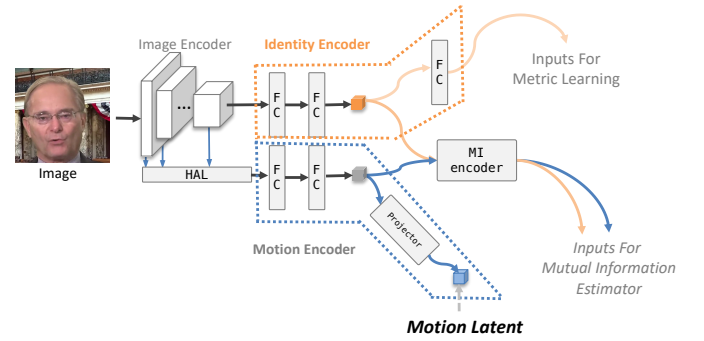 Image Encoder
Identity Encoder
F
C
Inputs For
Metric Learning
...
F
C
F
C
Image
HAL
F
C
F
C
MI
encoder
Projector
Motion Encoder
Inputs For
Mutual Information
Estimator
Motion Latent